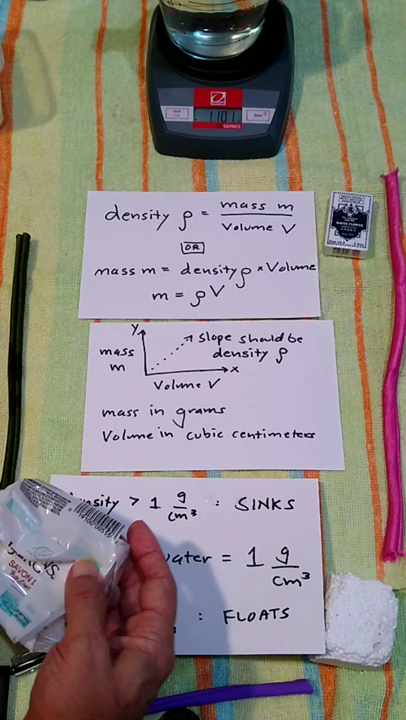 1101
density ρ = mass m
Volume V
OR
mass m = density ρ × Volume
m = ρ V
y
mass
m
slope should be
density ρ
x
Volume V
mass in grams
Volume in cubic centimeters
> 1 g/cm³ : SINKS
water = 1 g/cm³
: FLOATS
SAVON